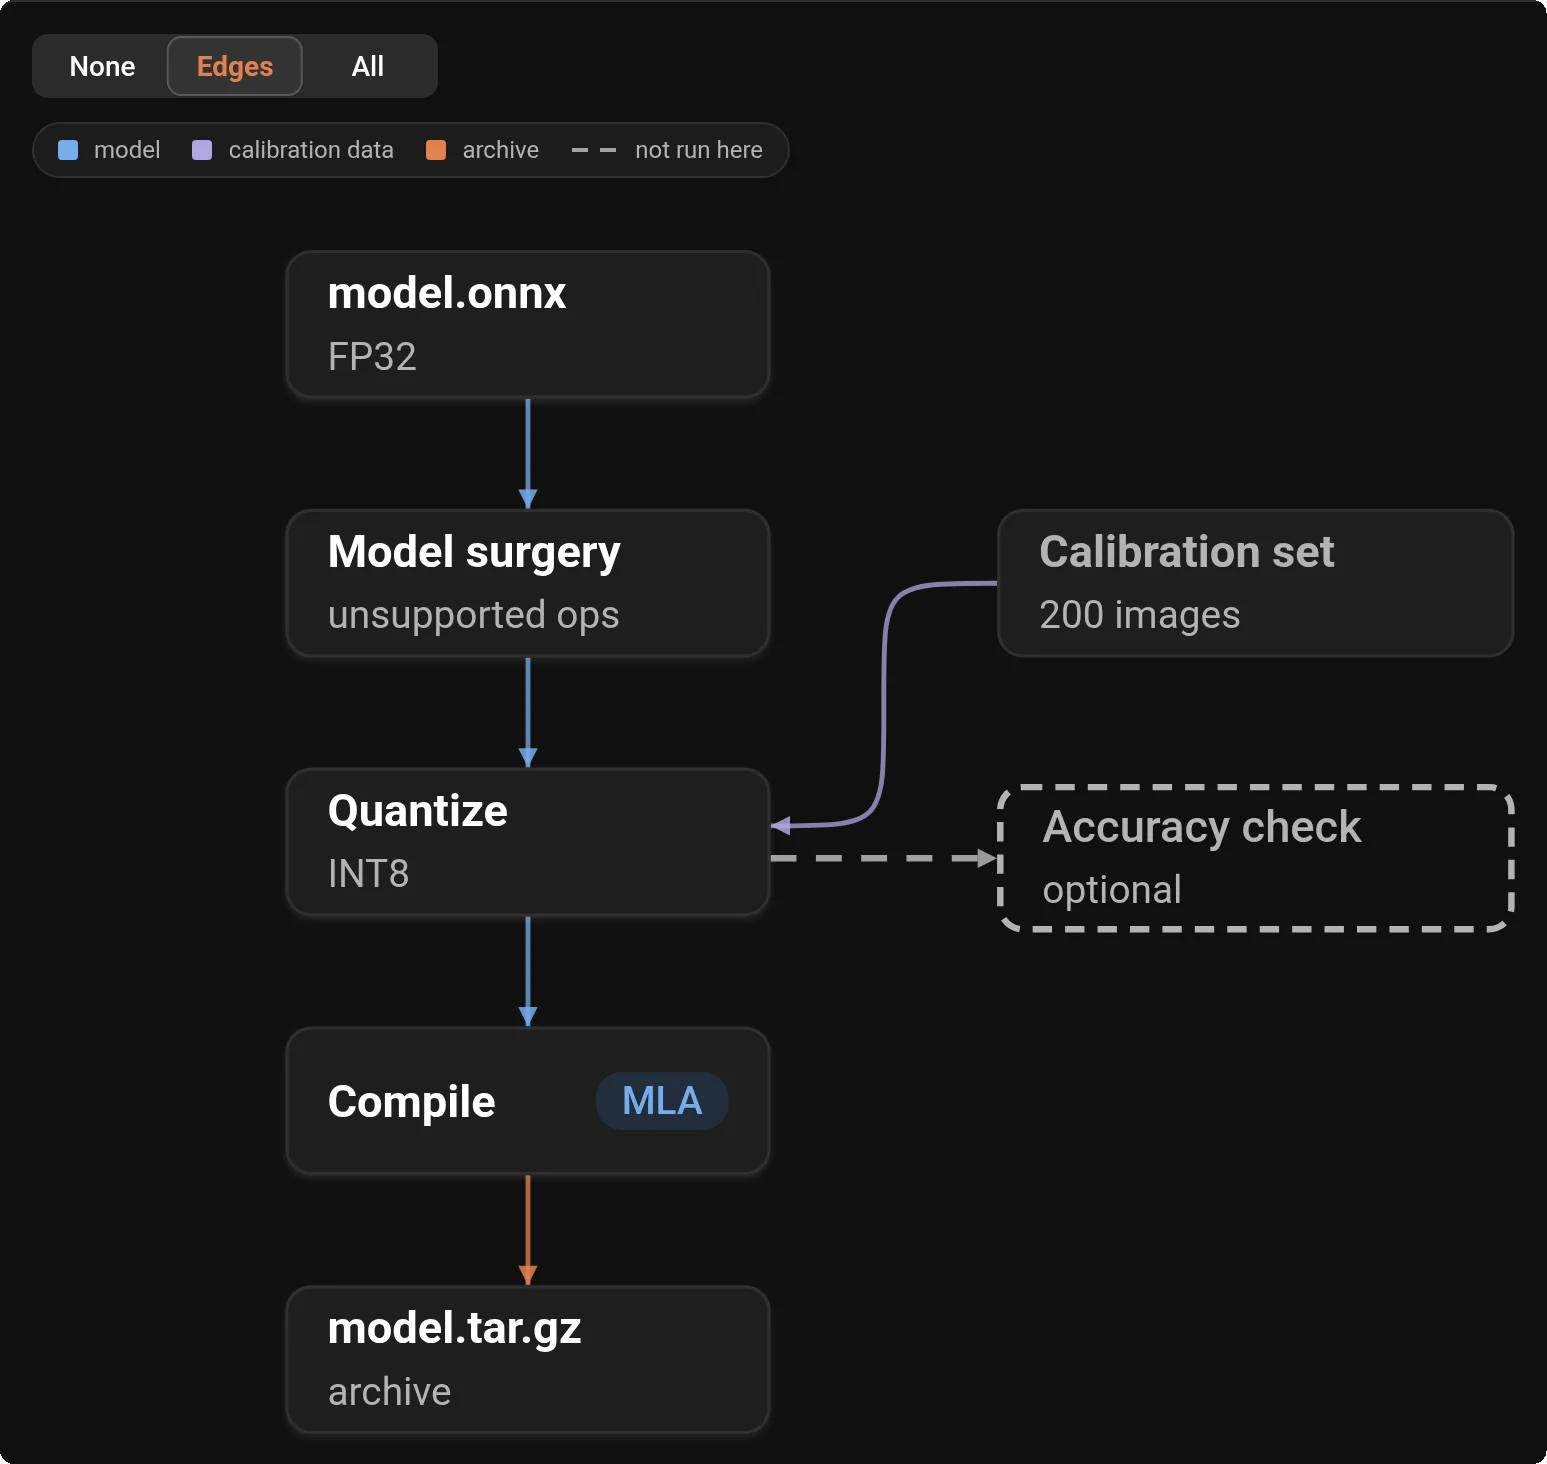 None Edges All
model calibration data archive not run here
model.onnx
FP32
Model surgery
unsupported ops
Calibration set
200 images
Quantize
INT8
Accuracy check
optional
Compile MLA
model.tar.gz
archive